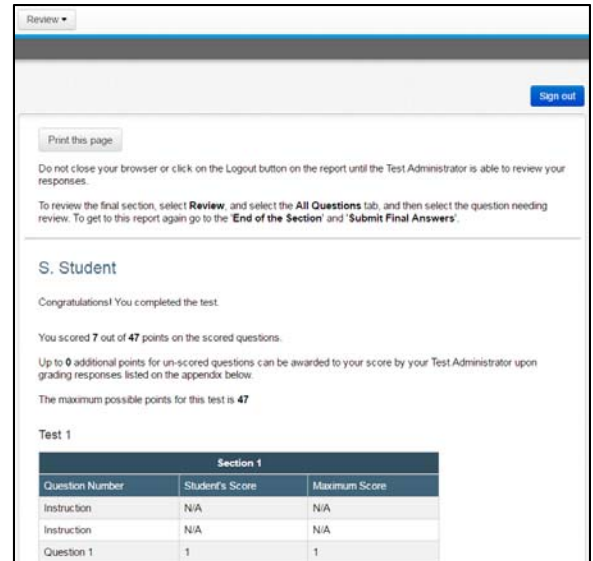 Review
Sign out
Print this page
Do not close your browser or click on the Logout button on the report until the Test Administrator is able to review your
responses.
To review the final section, select Review, and select the All Questions tab, and then select the question needing
review. To get to this report again go to the 'End of the Section' and 'Submit Final Answers'.
S. Student
Congratulations! You completed the test.
You scored 7 out of 47 points on the scored questions.
Up to 0 additional points for un-scored questions can be awarded to your score by your Test Administrator upon
grading responses listed on the appendix below.
The maximum possible points for this test is 47
Test 1
Section 1
Question Number Student's Score Maximum Score
Instruction N/A N/A
Instruction N/A N/A
Question 1 1 1